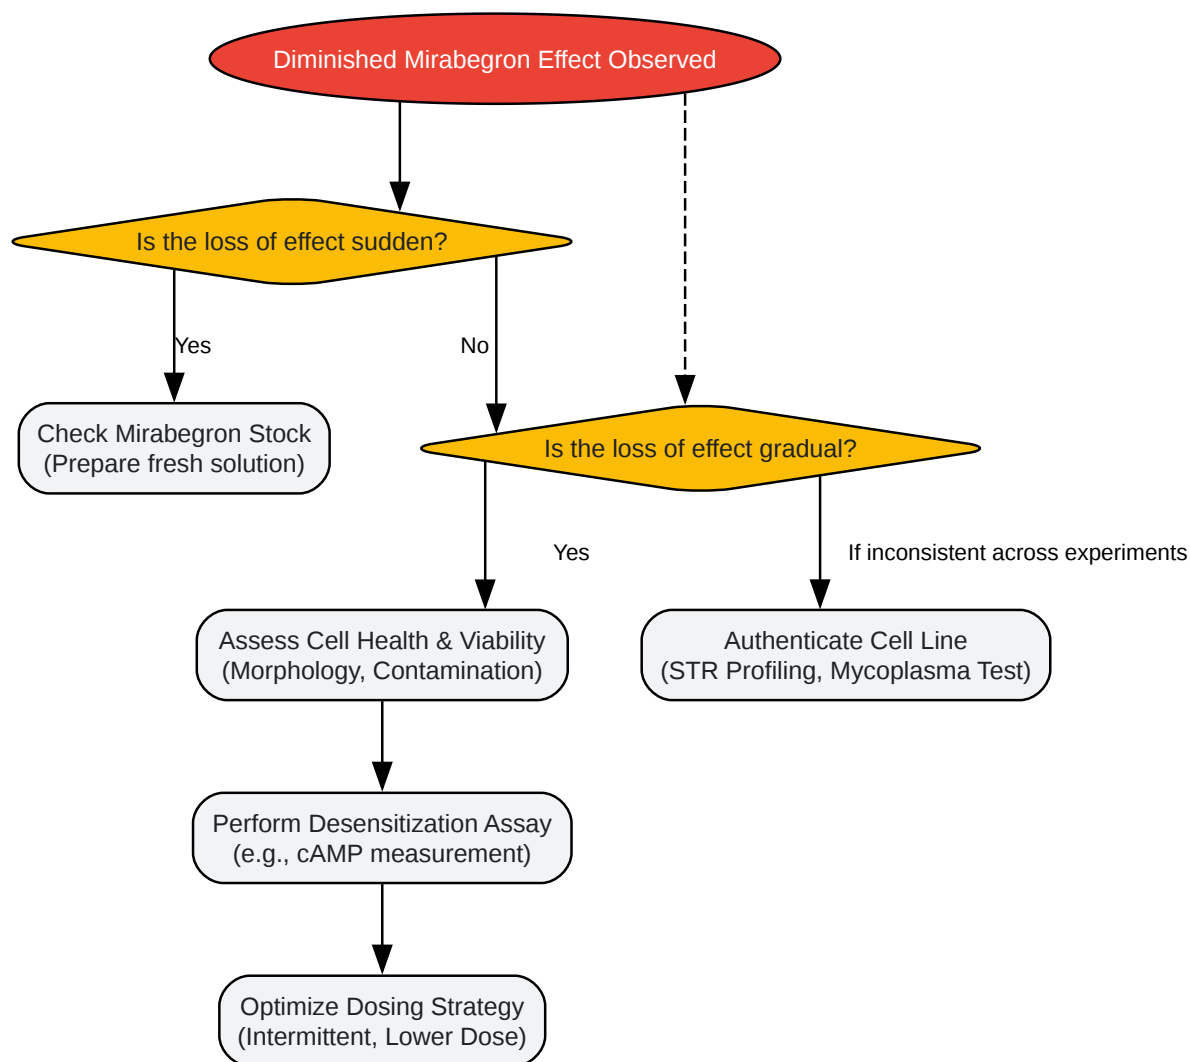 Diminished Mirabegron Effect Observed
Is the loss of effect sudden?
Yes
No
Check Mirabegron Stock
(Prepare fresh solution)
Is the loss of effect gradual?
Yes
If inconsistent across experiments
Assess Cell Health & Viability
(Morphology, Contamination)
Authenticate Cell Line
(STR Profiling, Mycoplasma Test)
Perform Desensitization Assay
(e.g., cAMP measurement)
Optimize Dosing Strategy
(Intermittent, Lower Dose)